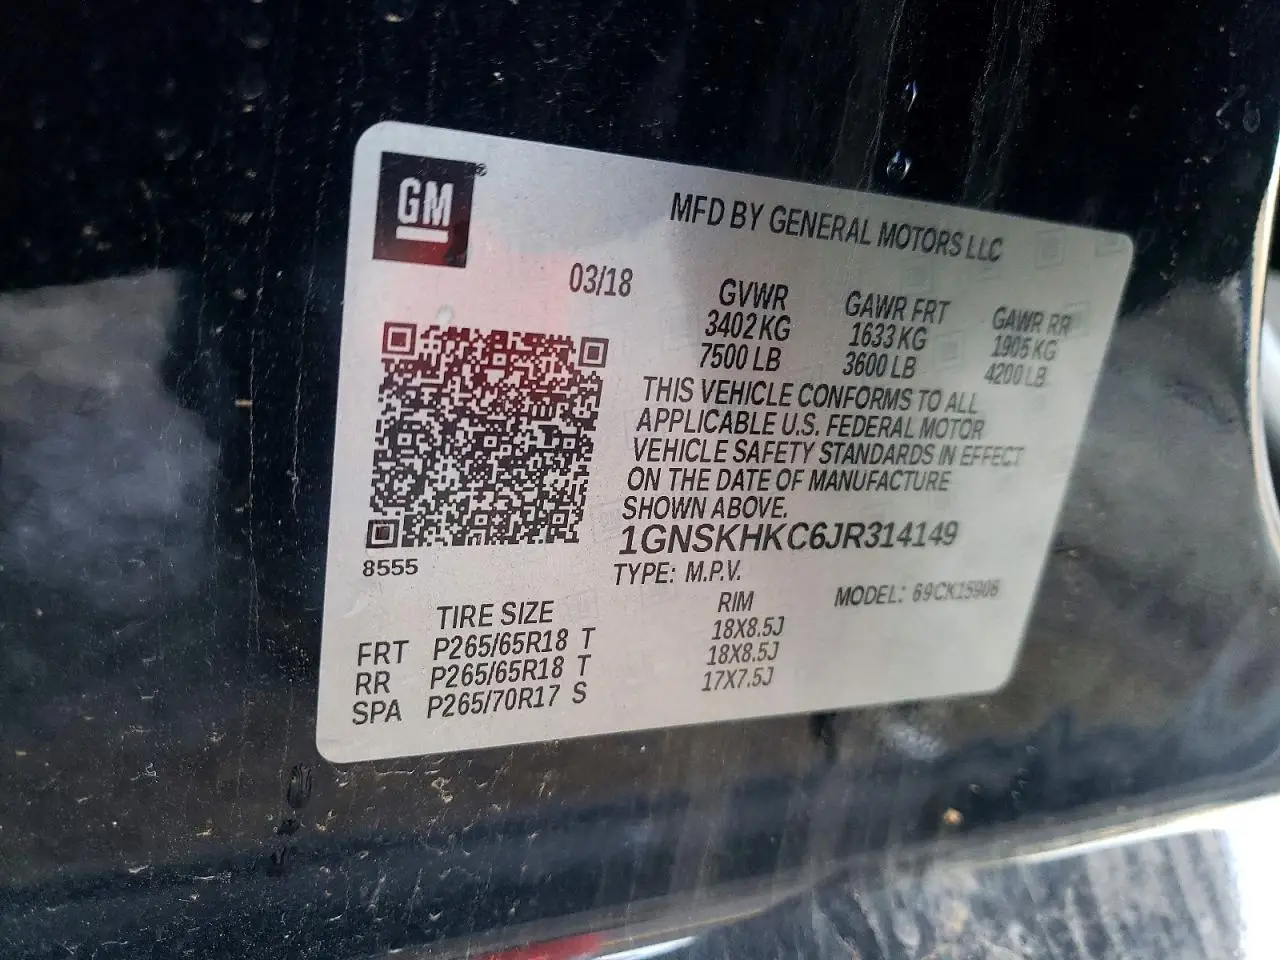 GM
MFD BY GENERAL MOTORS LLC
03/18
GVWR GAWR FRT GAWR RR
3402 KG 1633 KG 1905 KG
7500 LB 3600 LB 4200 LB
THIS VEHICLE CONFORMS TO ALL
APPLICABLE U.S. FEDERAL MOTOR
VEHICLE SAFETY STANDARDS IN EFFECT
ON THE DATE OF MANUFACTURE
SHOWN ABOVE.
1GNSKHKC6JR314149
8555
TYPE: M.P.V. MODEL: 69CK15906
TIRE SIZE RIM
FRT P265/65R18 T 18X8.5J
RR P265/65R18 T 18X8.5J
SPA P265/70R17 S 17X7.5J